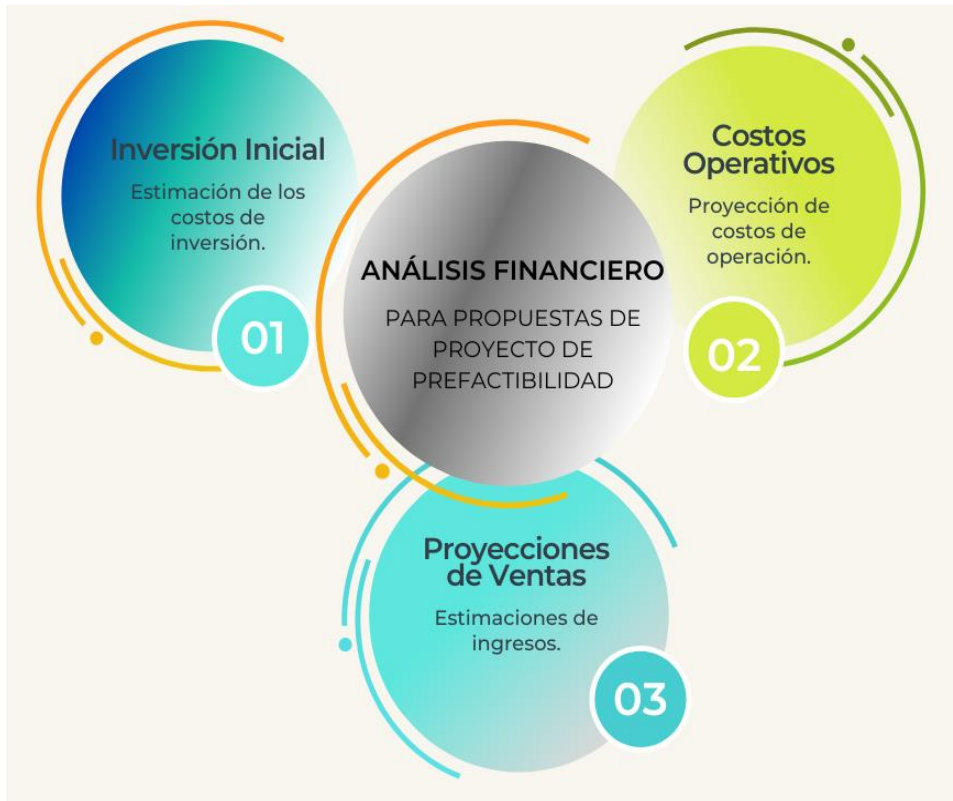 Inversión Inicial
Estimación de los
costos de
inversión.
01
Costos
Operativos
Proyección de
costos de
operación.
02
ANÁLISIS FINANCIERO
PARA PROPUESTAS DE
PROYECTO DE
PREFACTIBILIDAD
Proyecciones
de Ventas
Estimaciones de
ingresos.
03